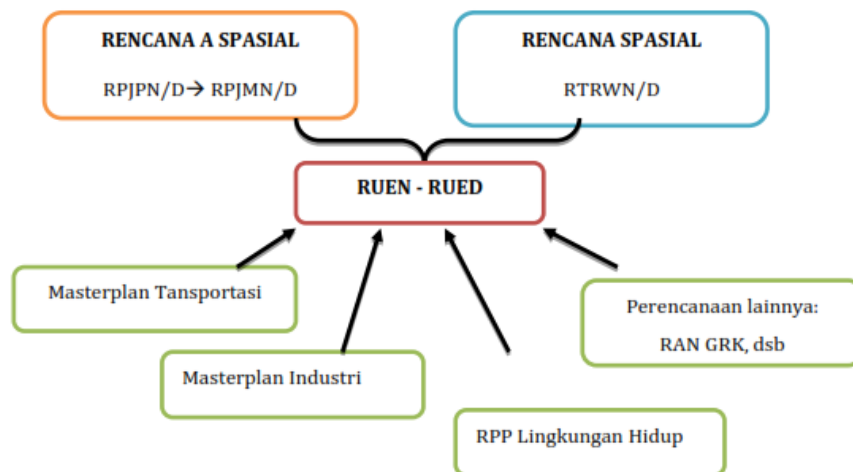 RENCANA A SPASIAL
RPJPN/D→ RPJMN/D
RENCANA SPASIAL
RTRWN/D
RUEN - RUED
Masterplan Tansportasi
Perencanaan lainnya:
RAN GRK, dsb
Masterplan Industri
RPP Lingkungan Hidup